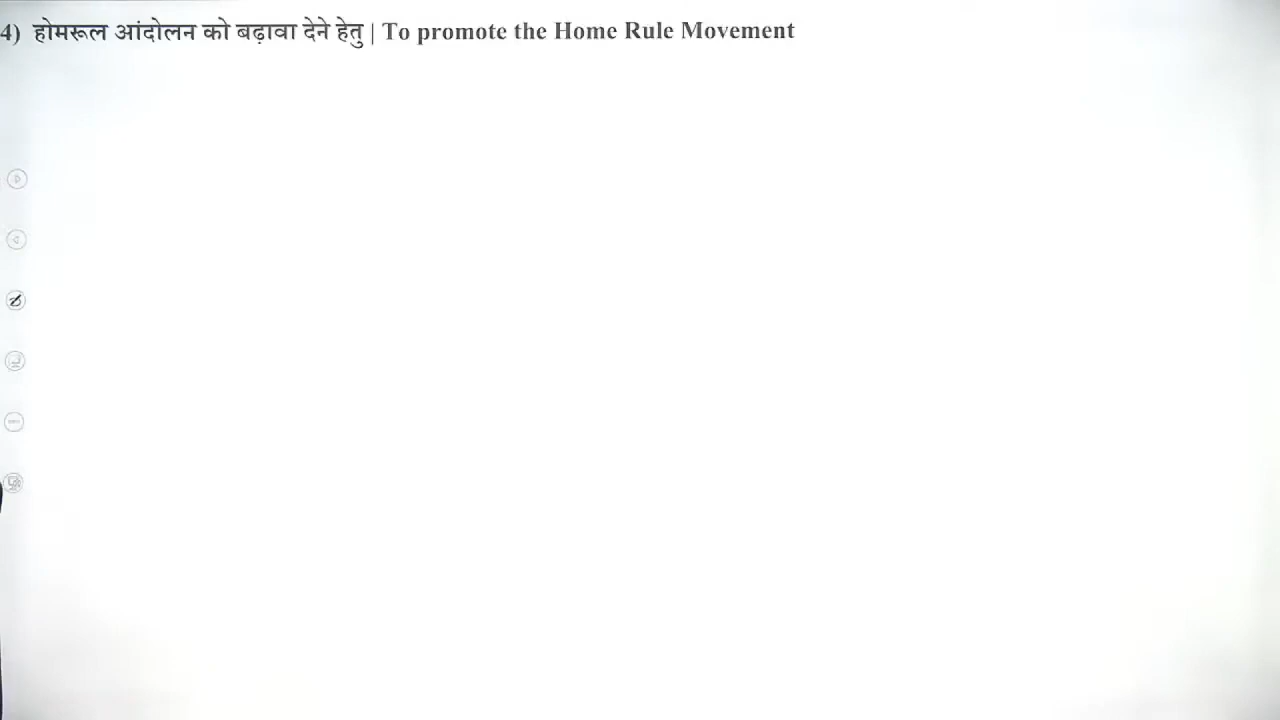 4) होमरूल आंदोलन को बढ़ावा देने हेतु | To promote the Home Rule Movement